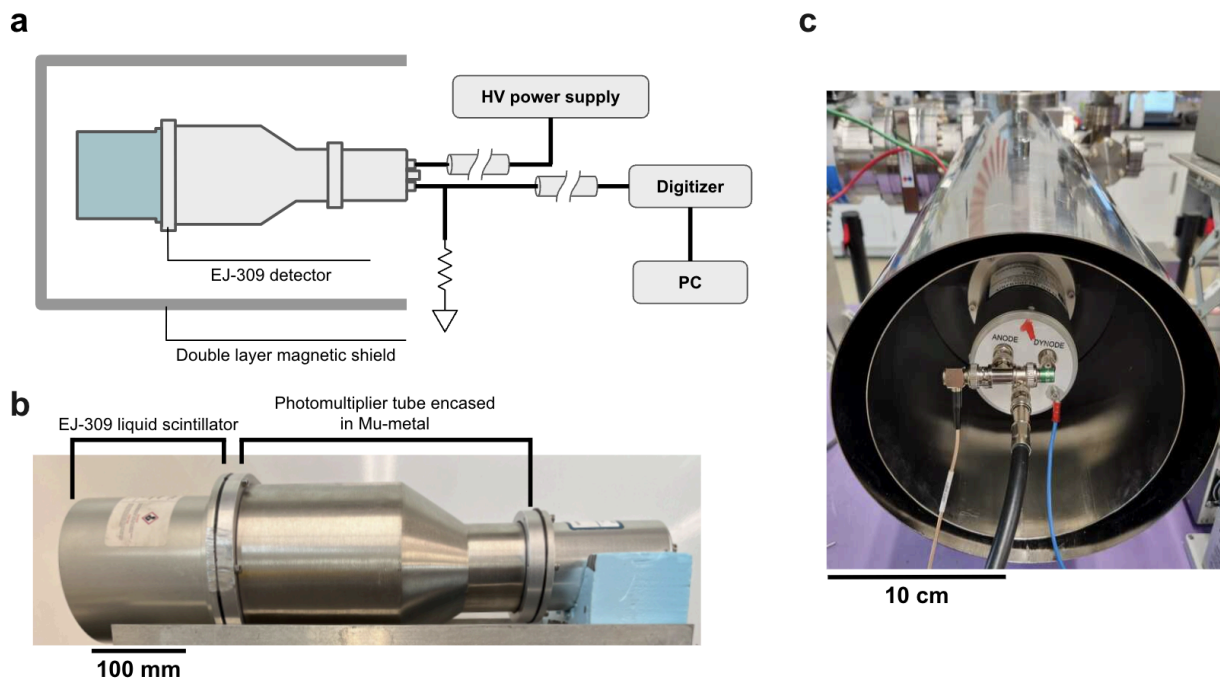 a
HV power supply
Digitizer
PC
EJ-309 detector
Double layer magnetic shield
b
EJ-309 liquid scintillator
Photomultiplier tube encased
in Mu-metal
100 mm
c
ANODE
DYNODE
10 cm